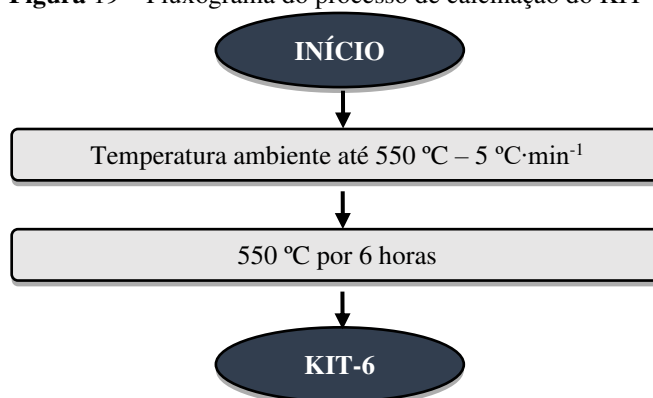 Figura 19 – Fluxograma do processo de calcinação do KIT-
INÍCIO
Temperatura ambiente até 550 ºC – 5 ºC·min-1
550 ºC por 6 horas
KIT-6